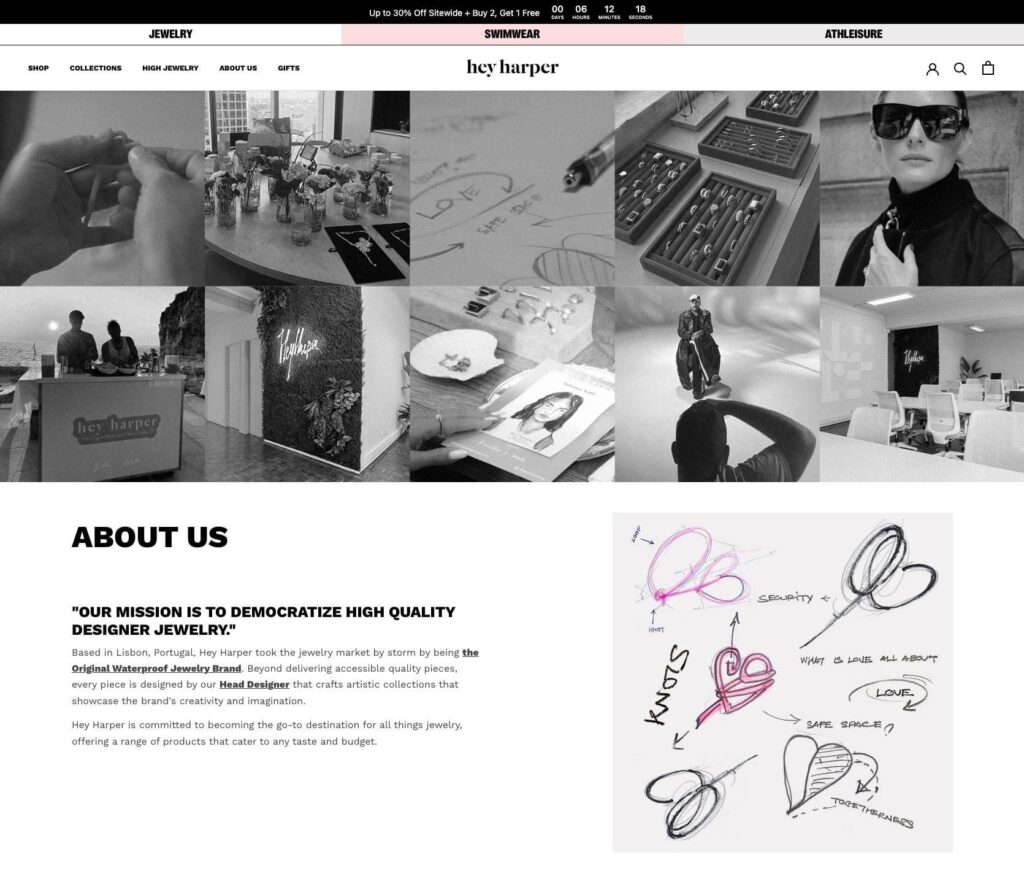 Up to 30% Off Sitewide + Buy 2, Get 1 Free 00 06 12 18
DAYS HOURS MINUTES SECONDS
JEWELRY SWIMWEAR ATHLEISURE
SHOP COLLECTIONS HIGH JEWELRY ABOUT US GIFTS
hey harper
LOVE
hey harper
ABOUT US
"OUR MISSION IS TO DEMOCRATIZE HIGH QUALITY
DESIGNER JEWELRY."
Based in Lisbon, Portugal, Hey Harper took the jewelry market by storm by being the
Original Waterproof Jewelry Brand. Beyond delivering accessible quality pieces,
every piece is designed by our Head Designer that crafts artistic collections that
showcase the brand's creativity and imagination.
Hey Harper is committed to becoming the go-to destination for all things jewelry,
offering a range of products that cater to any taste and budget.
KNOT
SECURITY
KNOTS
WHAT IS LOVE ALL ABOUT
LOVE
SAFE SPACE?
TOGETHERNESS